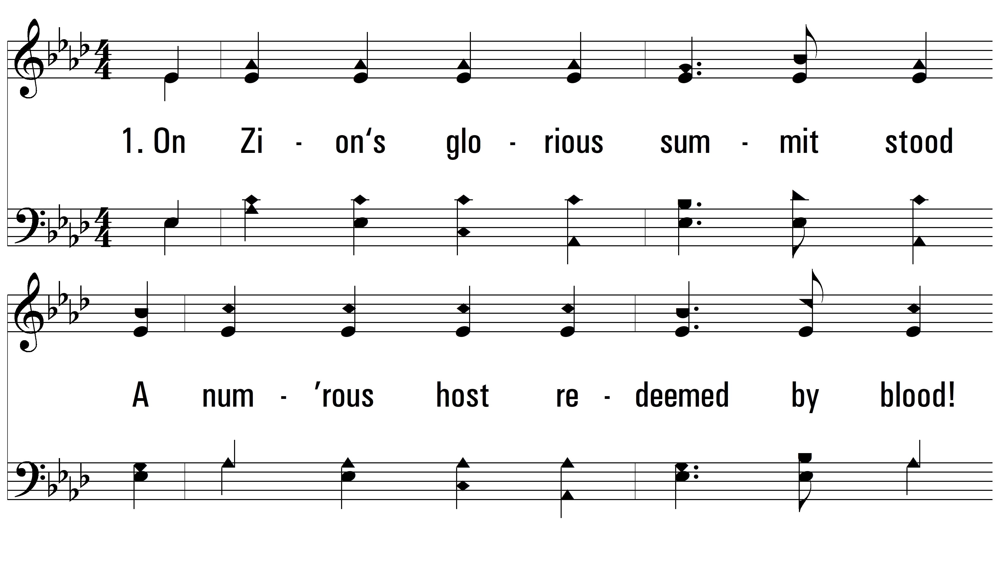 1. On Zi - on‘s glo - rious sum - mit stood
A num - ’rous host re - deemed by blood!